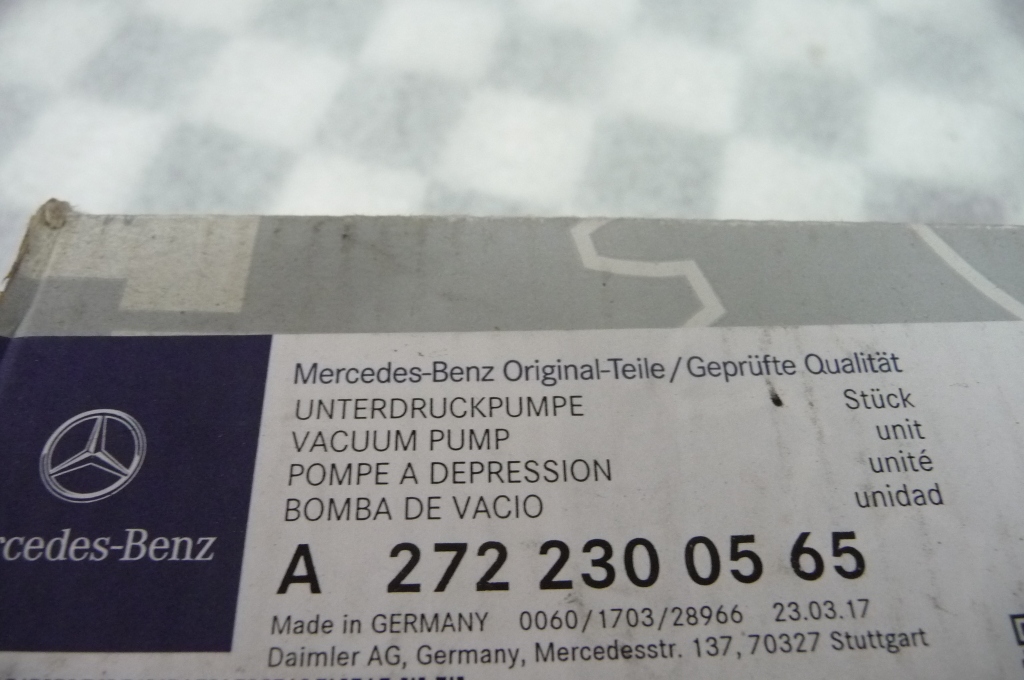 Mercedes-Benz Original-Teile/Geprüfte Qualität
UNTERDRUCKPUMPE Stück
VACUUM PUMP unit
POMPE A DEPRESSION unité
BOMBA DE VACIO unidad
rcedes-Benz
A 272 230 05 65
Made in GERMANY 0060/1703/28966 23.03.17
Daimler AG, Germany, Mercedesstr. 137, 70327 Stuttgart